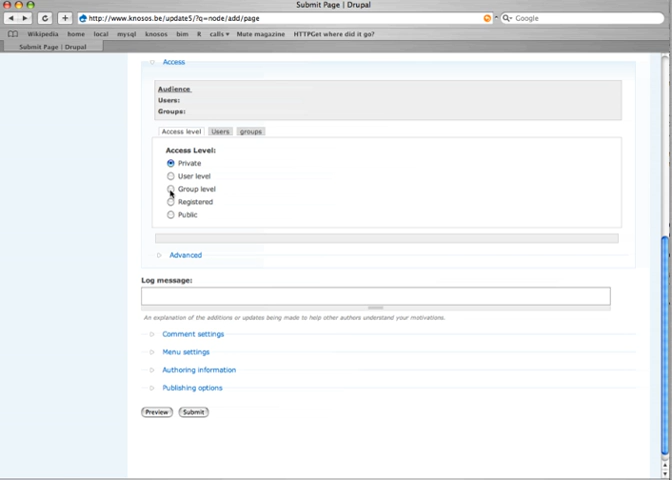 Submit Page | Drupal
http://www.knosos.be/update5/?q=node/add/page
Google
Wikipedia home local mysql knosos bim R calls Mute magazine HTTPGet where did it go?
Submit Page | Drupal
Access
Audience
Users:
Groups:
Access level Users groups
Access Level:
Private
User level
Group level
Registered
Public
Advanced
Log message:
An explanation of the additions or updates being made to help other authors understand your motivations.
Comment settings
Menu settings
Authoring information
Publishing options
Preview Submit